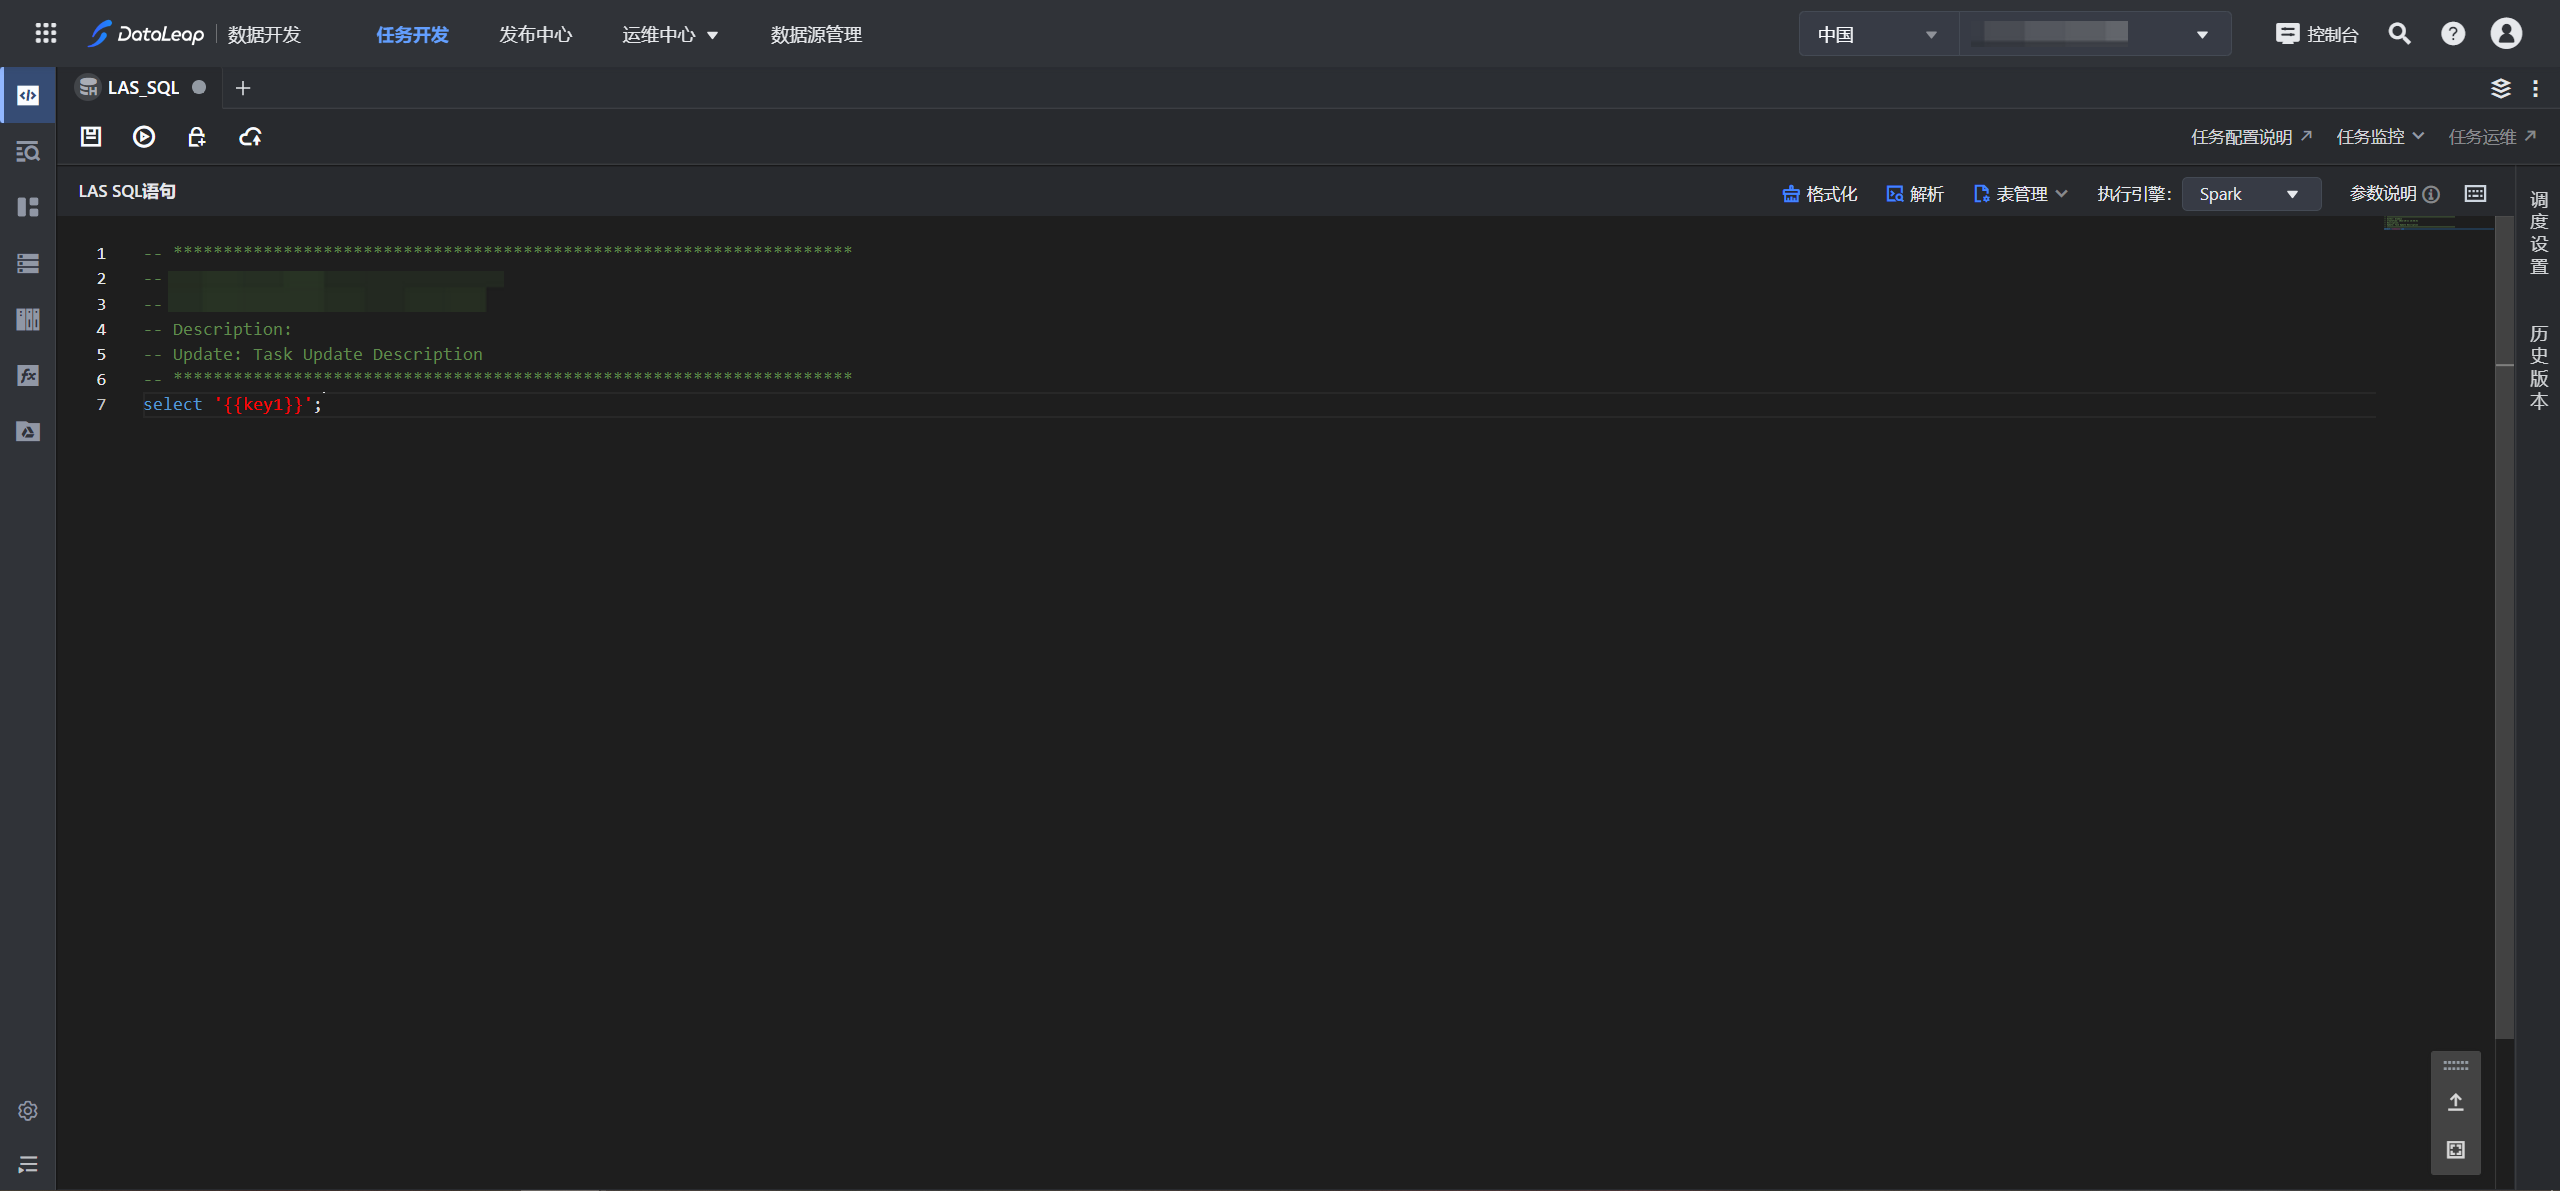 DataLeap 数据开发 任务开发 发布中心 运维中心 数据源管理 中国 控制台
LAS_SQL
任务配置说明 任务监控 任务运维
LAS SQL语句 格式化 解析 表管理 执行引擎: Spark 参数说明
调度设置
历史版本
1 -- ********************************************************************
2 --
3 --
4 -- Description:
5 -- Update: Task Update Description
6 -- ********************************************************************
7 select '{{key1}}';